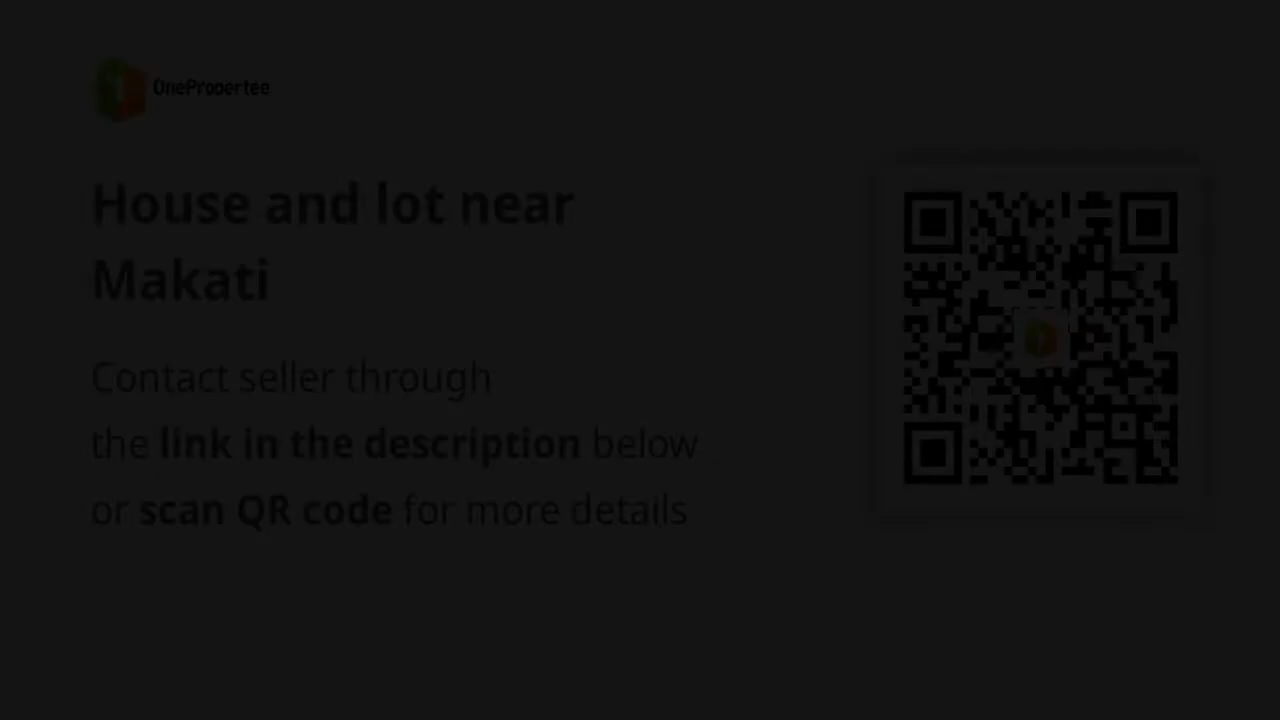 OnePropertee
House and lot near
Makati
Contact seller through
the link in the description below
or scan QR code for more details